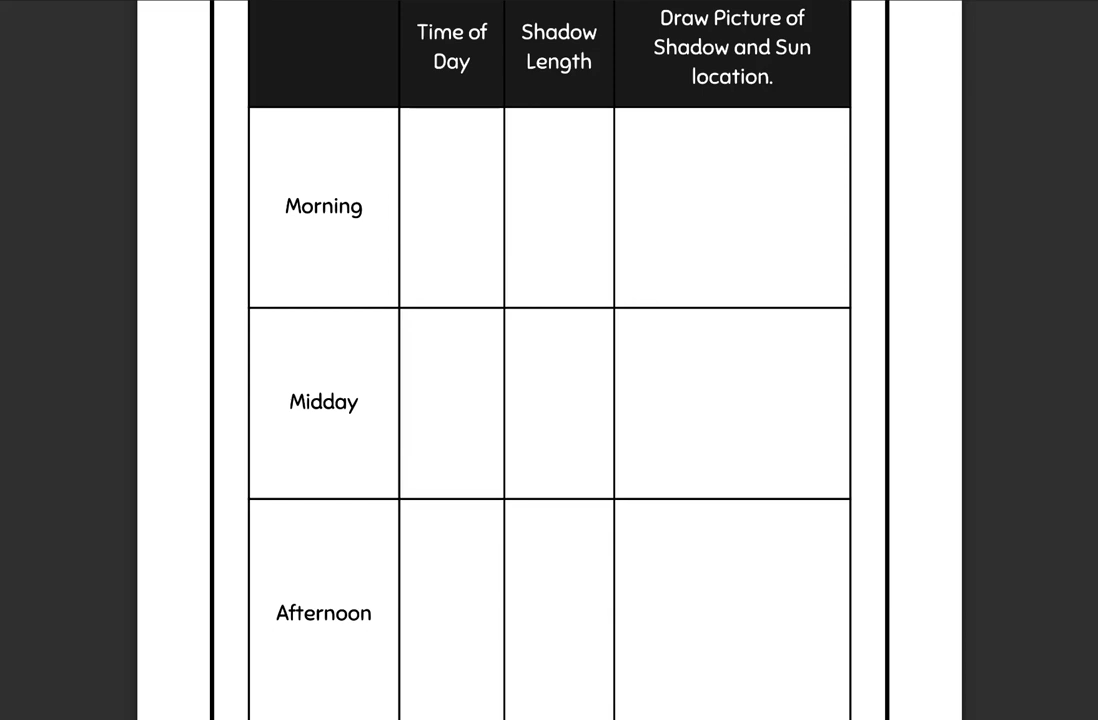 Time of
Day
Shadow
Length
Draw Picture of
Shadow and Sun
location.
Morning
Midday
Afternoon